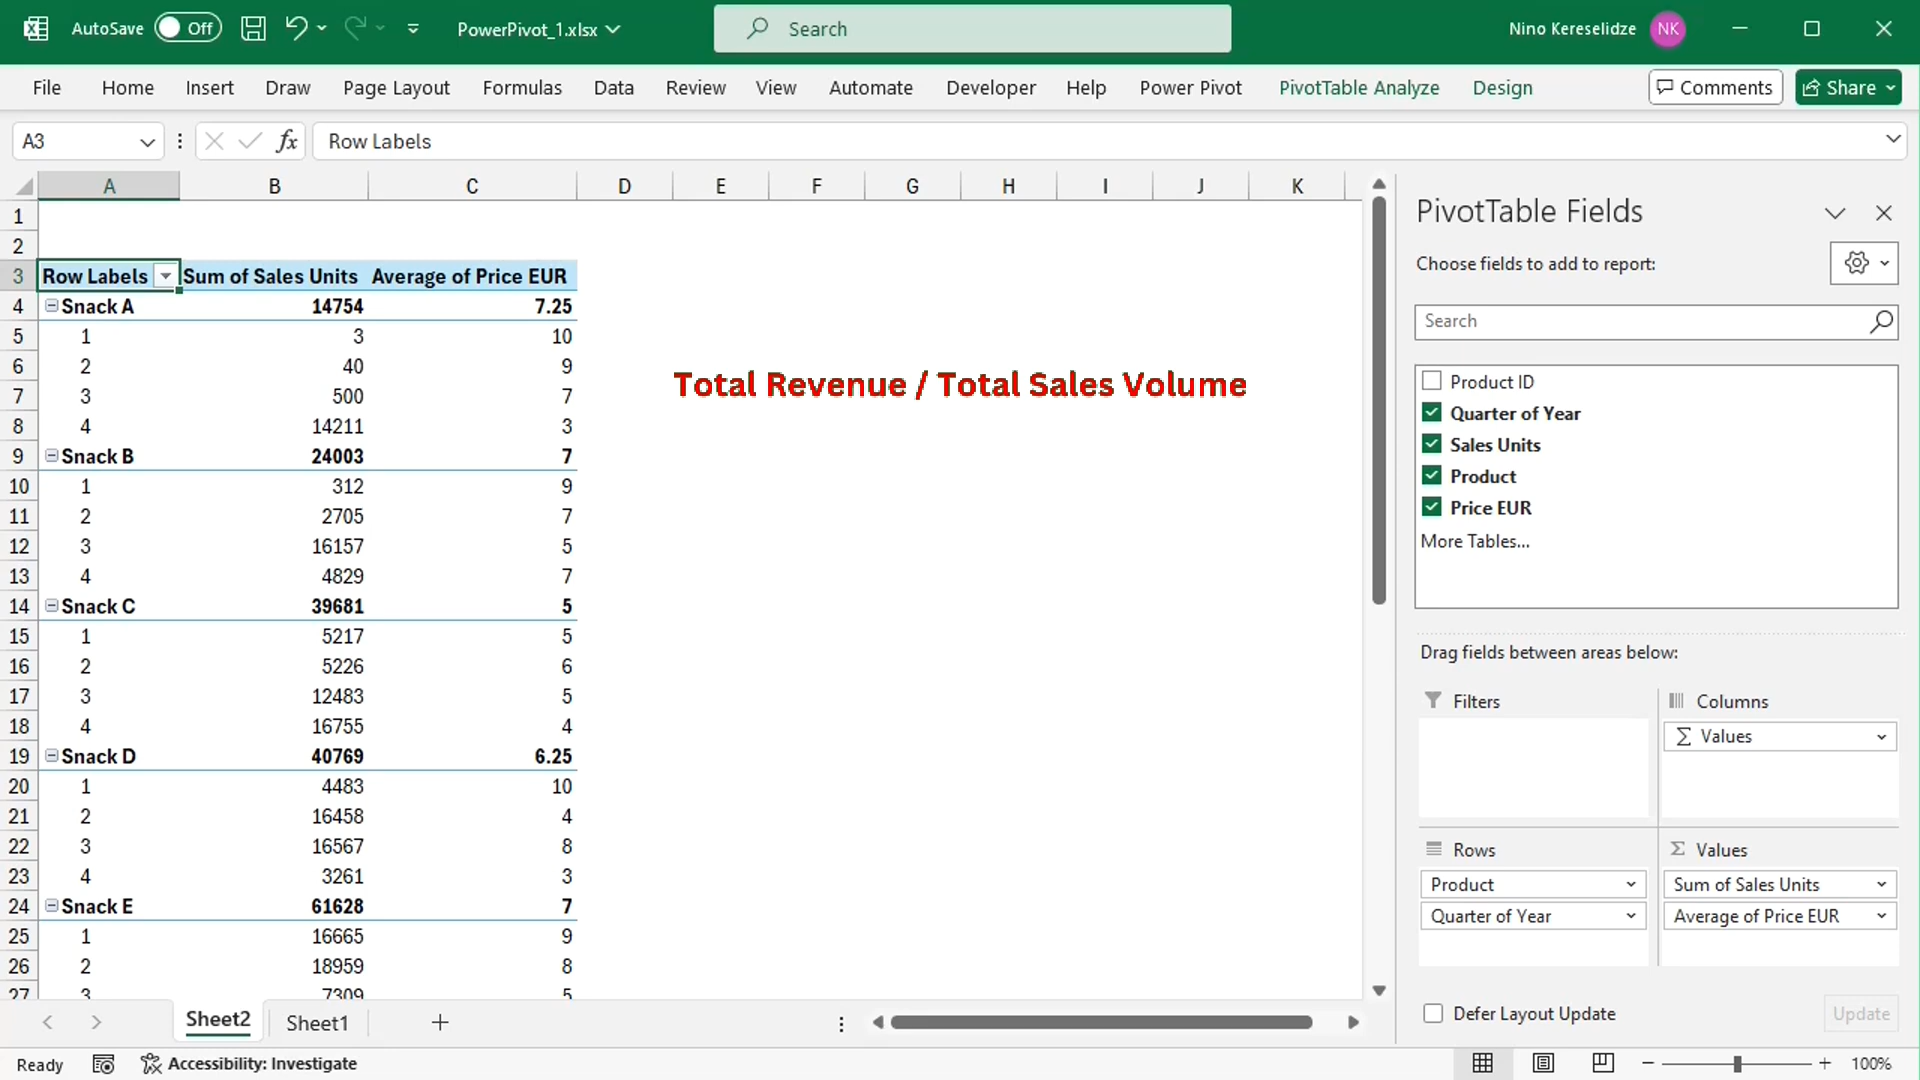 AutoSave Off PowerPivot_1.xlsx Search Nino Kereselidze NK
File Home Insert Draw Page Layout Formulas Data Review View Automate Developer Help Power Pivot PivotTable Analyze Design Comments Share
A3 fx Row Labels
A B C D E F G H I J K
1
2
3 Row Labels Sum of Sales Units Average of Price EUR
4 Snack A 14754 7.25
5 1 3 10
6 2 40 9
7 3 500 7
8 4 14211 3
9 Snack B 24003 7
10 1 312 9
11 2 2705 7
12 3 16157 5
13 4 4829 7
14 Snack C 39681 5
15 1 5217 5
16 2 5226 6
17 3 12483 5
18 4 16755 4
19 Snack D 40769 6.25
20 1 4483 10
21 2 16458 4
22 3 16567 8
23 4 3261 3
24 Snack E 61628 7
25 1 16665 9
26 2 18959 8
27 3 7309 5
Total Revenue / Total Sales Volume
PivotTable Fields
Choose fields to add to report:
Search
Product ID
Quarter of Year
Sales Units
Product
Price EUR
More Tables...
Drag fields between areas below:
Filters Columns
Σ Values
Rows Σ Values
Product Sum of Sales Units
Quarter of Year Average of Price EUR
Defer Layout Update Update
Sheet2 Sheet1
Ready Accessibility: Investigate 100%